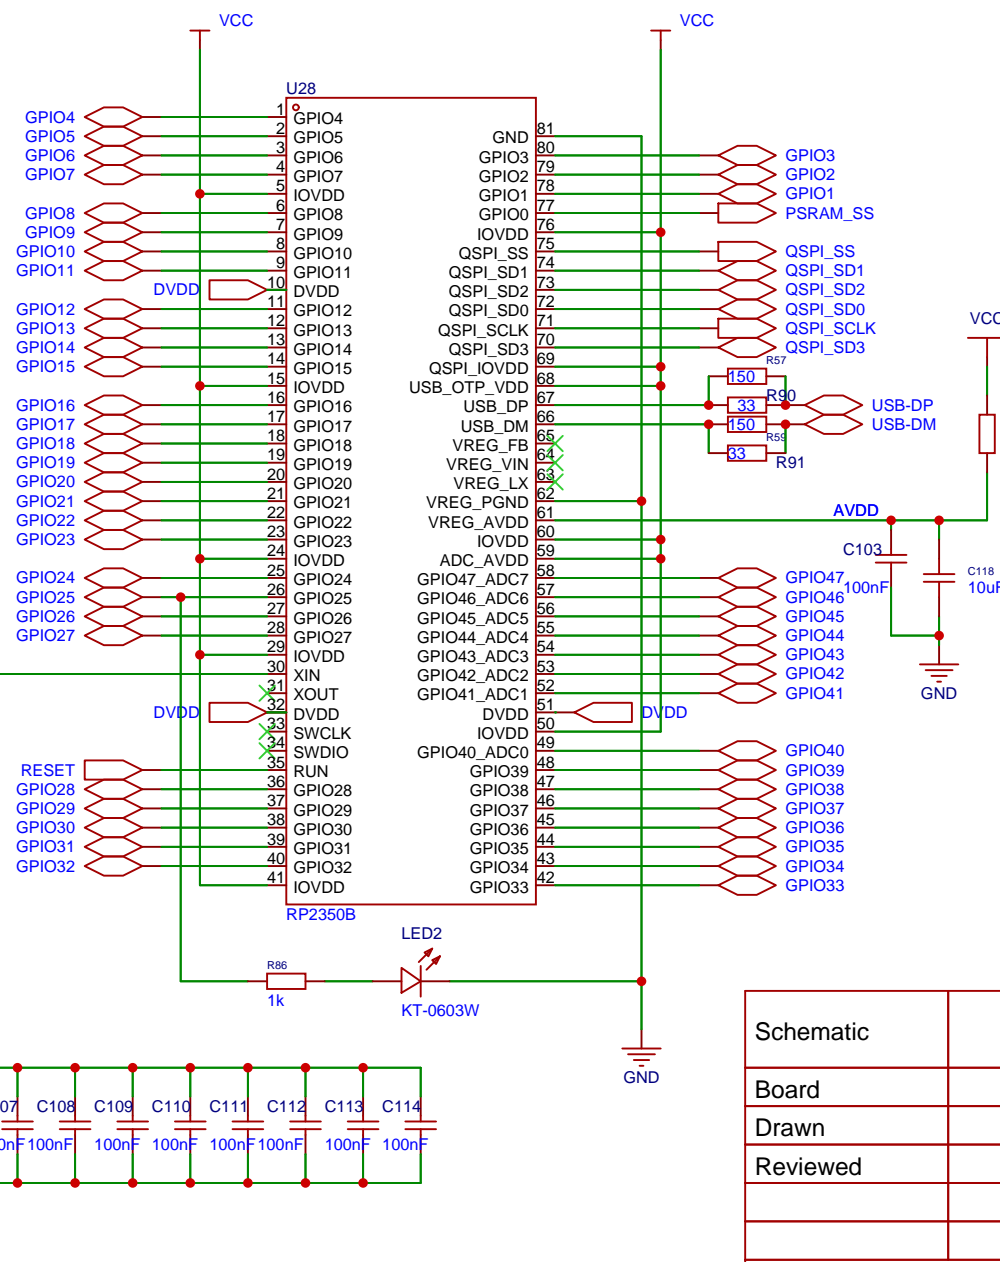 VCC
VCC
U28
GPIO4 1 GPIO4
GPIO5 2 GPIO5 GND 81
GPIO6 3 GPIO6 GPIO3 80 GPIO3
GPIO7 4 GPIO7 GPIO2 79 GPIO2
5 IOVDD GPIO1 78 GPIO1
GPIO8 6 GPIO8 GPIO0 77 PSRAM_SS
GPIO9 7 GPIO9 IOVDD 76
GPIO10 8 GPIO10 QSPI_SS 75 QSPI_SS
GPIO11 9 GPIO11 QSPI_SD1 74 QSPI_SD1
DVDD 10 DVDD QSPI_SD2 73 QSPI_SD2
GPIO12 11 GPIO12 QSPI_SD0 72 QSPI_SD0
GPIO13 12 GPIO13 QSPI_SCLK 71 QSPI_SCLK
VCC
GPIO14 13 GPIO14 QSPI_SD3 70 QSPI_SD3
GPIO15 14 GPIO15 QSPI_IOVDD 69
R57
15 IOVDD USB_OTP_VDD 68 150
R90
GPIO16 16 GPIO16 USB_DP 67 33 USB-DP
GPIO17 17 GPIO17 USB_DM 66 150 USB-DM
R59
GPIO18 18 GPIO18 VREG_FB 65
33
R91
GPIO19 19 GPIO19 VREG_VIN 64
GPIO20 20 GPIO20 VREG_LX 63
GPIO21 21 GPIO21 VREG_PGND 62
GPIO22 22 GPIO22 VREG_AVDD 61 AVDD
GPIO23 23 GPIO23 IOVDD 60
24 IOVDD ADC_AVDD 59
C103
100nF
C118
10uF
GND
GPIO24 25 GPIO24 GPIO47_ADC7 58 GPIO47
GPIO25 26 GPIO25 GPIO46_ADC6 57 GPIO46
GPIO26 27 GPIO26 GPIO45_ADC5 56 GPIO45
GPIO27 28 GPIO27 GPIO44_ADC4 55 GPIO44
29 IOVDD GPIO43_ADC3 54 GPIO43
30 XIN GPIO42_ADC2 53 GPIO42
31 XOUT GPIO41_ADC1 52 GPIO41
DVDD 32 DVDD DVDD 51 DVDD
33 SWCLK IOVDD 50
34 SWDIO GPIO40_ADC0 49 GPIO40
RESET 35 RUN GPIO39 48 GPIO39
GPIO28 36 GPIO28 GPIO38 47 GPIO38
GPIO29 37 GPIO29 GPIO37 46 GPIO37
GPIO30 38 GPIO30 GPIO36 45 GPIO36
GPIO31 39 GPIO31 GPIO35 44 GPIO35
GPIO32 40 GPIO32 GPIO34 43 GPIO34
41 IOVDD GPIO33 42 GPIO33
RP2350B
LED2
R86
1k
KT-0603W
GND
07 C108 C109 C110 C111 C112 C113 C114
0nF 100nF 100nF 100nF 100nF 100nF 100nF 100nF
Schematic
Board
Drawn
Reviewed